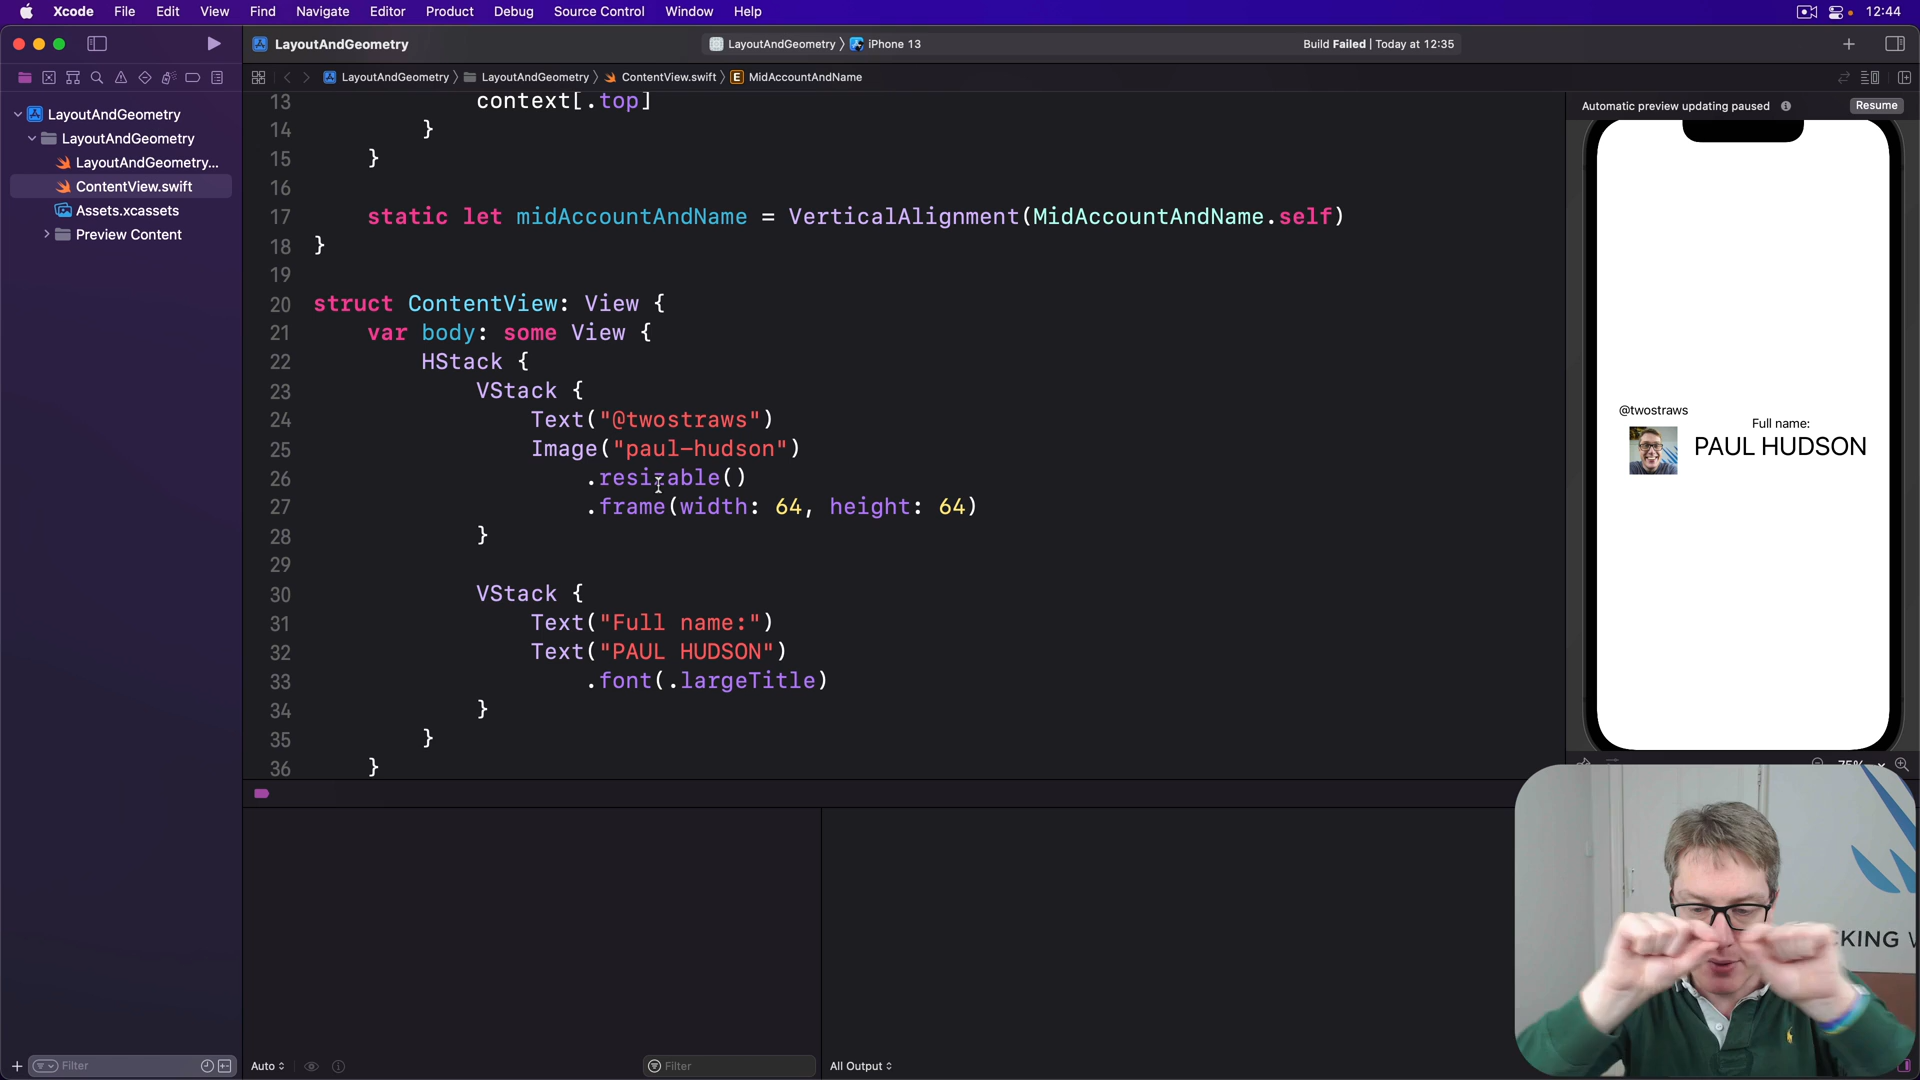 Xcode File Edit View Find Navigate Editor Product Debug Source Control Window Help 12:44
LayoutAndGeometry LayoutAndGeometry iPhone 13 Build Failed | Today at 12:35
LayoutAndGeometry LayoutAndGeometry ContentView.swift MidAccountAndName
LayoutAndGeometry
LayoutAndGeometry
LayoutAndGeometry...
ContentView.swift
Assets.xcassets
Preview Content
13 context[.top]
14 }
15 }
16
17 static let midAccountAndName = VerticalAlignment(MidAccountAndName.self)
18 }
19
20 struct ContentView: View {
21 var body: some View {
22 HStack {
23 VStack {
24 Text("@twostraws")
25 Image("paul-hudson")
26 .resizable()
27 .frame(width: 64, height: 64)
28 }
29
30 VStack {
31 Text("Full name:")
32 Text("PAUL HUDSON")
33 .font(.largeTitle)
34 }
35 }
36 }
Automatic preview updating paused Resume
@twostraws
Full name:
PAUL HUDSON
75%
KING W
Filter Auto Filter All Output